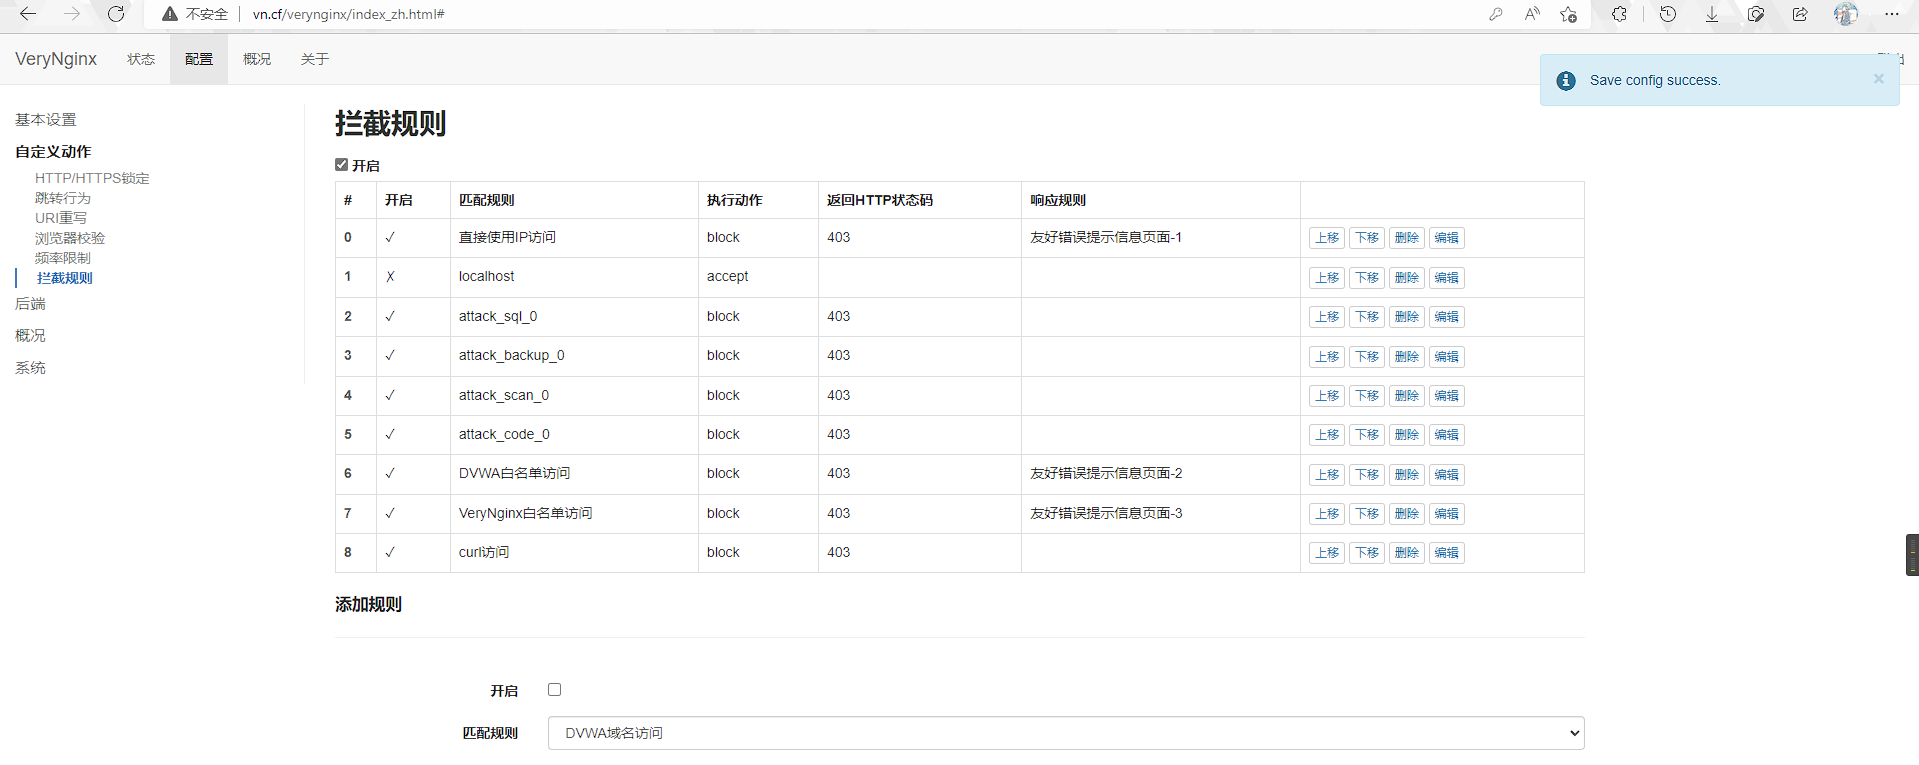 不安全 vn.cf/verynginx/index_zh.html#
VeryNginx 状态 配置 概况 关于
Save config success. ×
基本设置
自定义动作
HTTP/HTTPS锁定
跳转行为
URI重写
浏览器校验
频率限制
拦截规则
后端
概况
系统
拦截规则
开启
# 开启 匹配规则 执行动作 返回HTTP状态码 响应规则
0 √ 直接使用IP访问 block 403 友好错误提示信息页面-1 上移 下移 删除 编辑
1 X localhost accept 上移 下移 删除 编辑
2 √ attack_sql_0 block 403 上移 下移 删除 编辑
3 √ attack_backup_0 block 403 上移 下移 删除 编辑
4 √ attack_scan_0 block 403 上移 下移 删除 编辑
5 √ attack_code_0 block 403 上移 下移 删除 编辑
6 √ DVWA白名单访问 block 403 友好错误提示信息页面-2 上移 下移 删除 编辑
7 √ VeryNginx白名单访问 block 403 友好错误提示信息页面-3 上移 下移 删除 编辑
8 √ curl访问 block 403 上移 下移 删除 编辑
添加规则
开启
匹配规则 DVWA域名访问